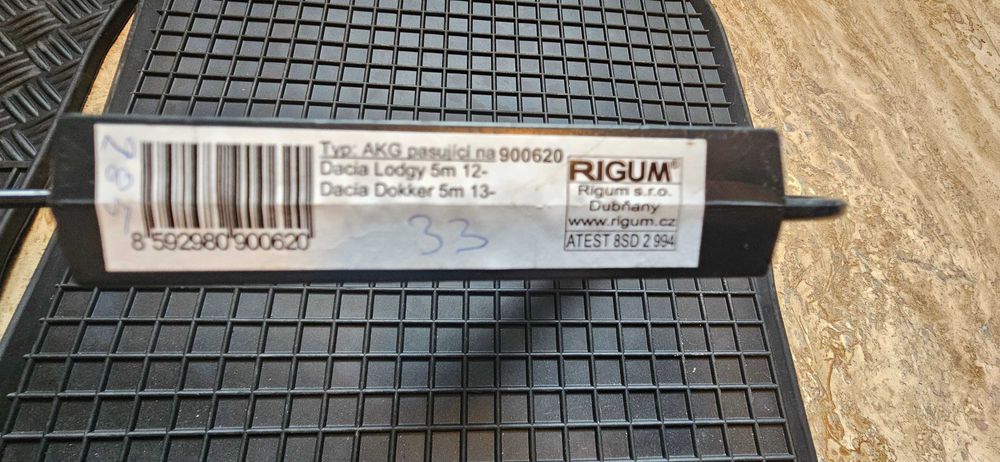 Typ: AKG pasující na 900620
Dacia Lodgy 5m 12-
Dacia Dokker 5m 13-
8 592980 900620
33
RIGUM®
Rigum s.r.o.
Dubňany
www.rigum.cz
ATEST 8SD 2 994